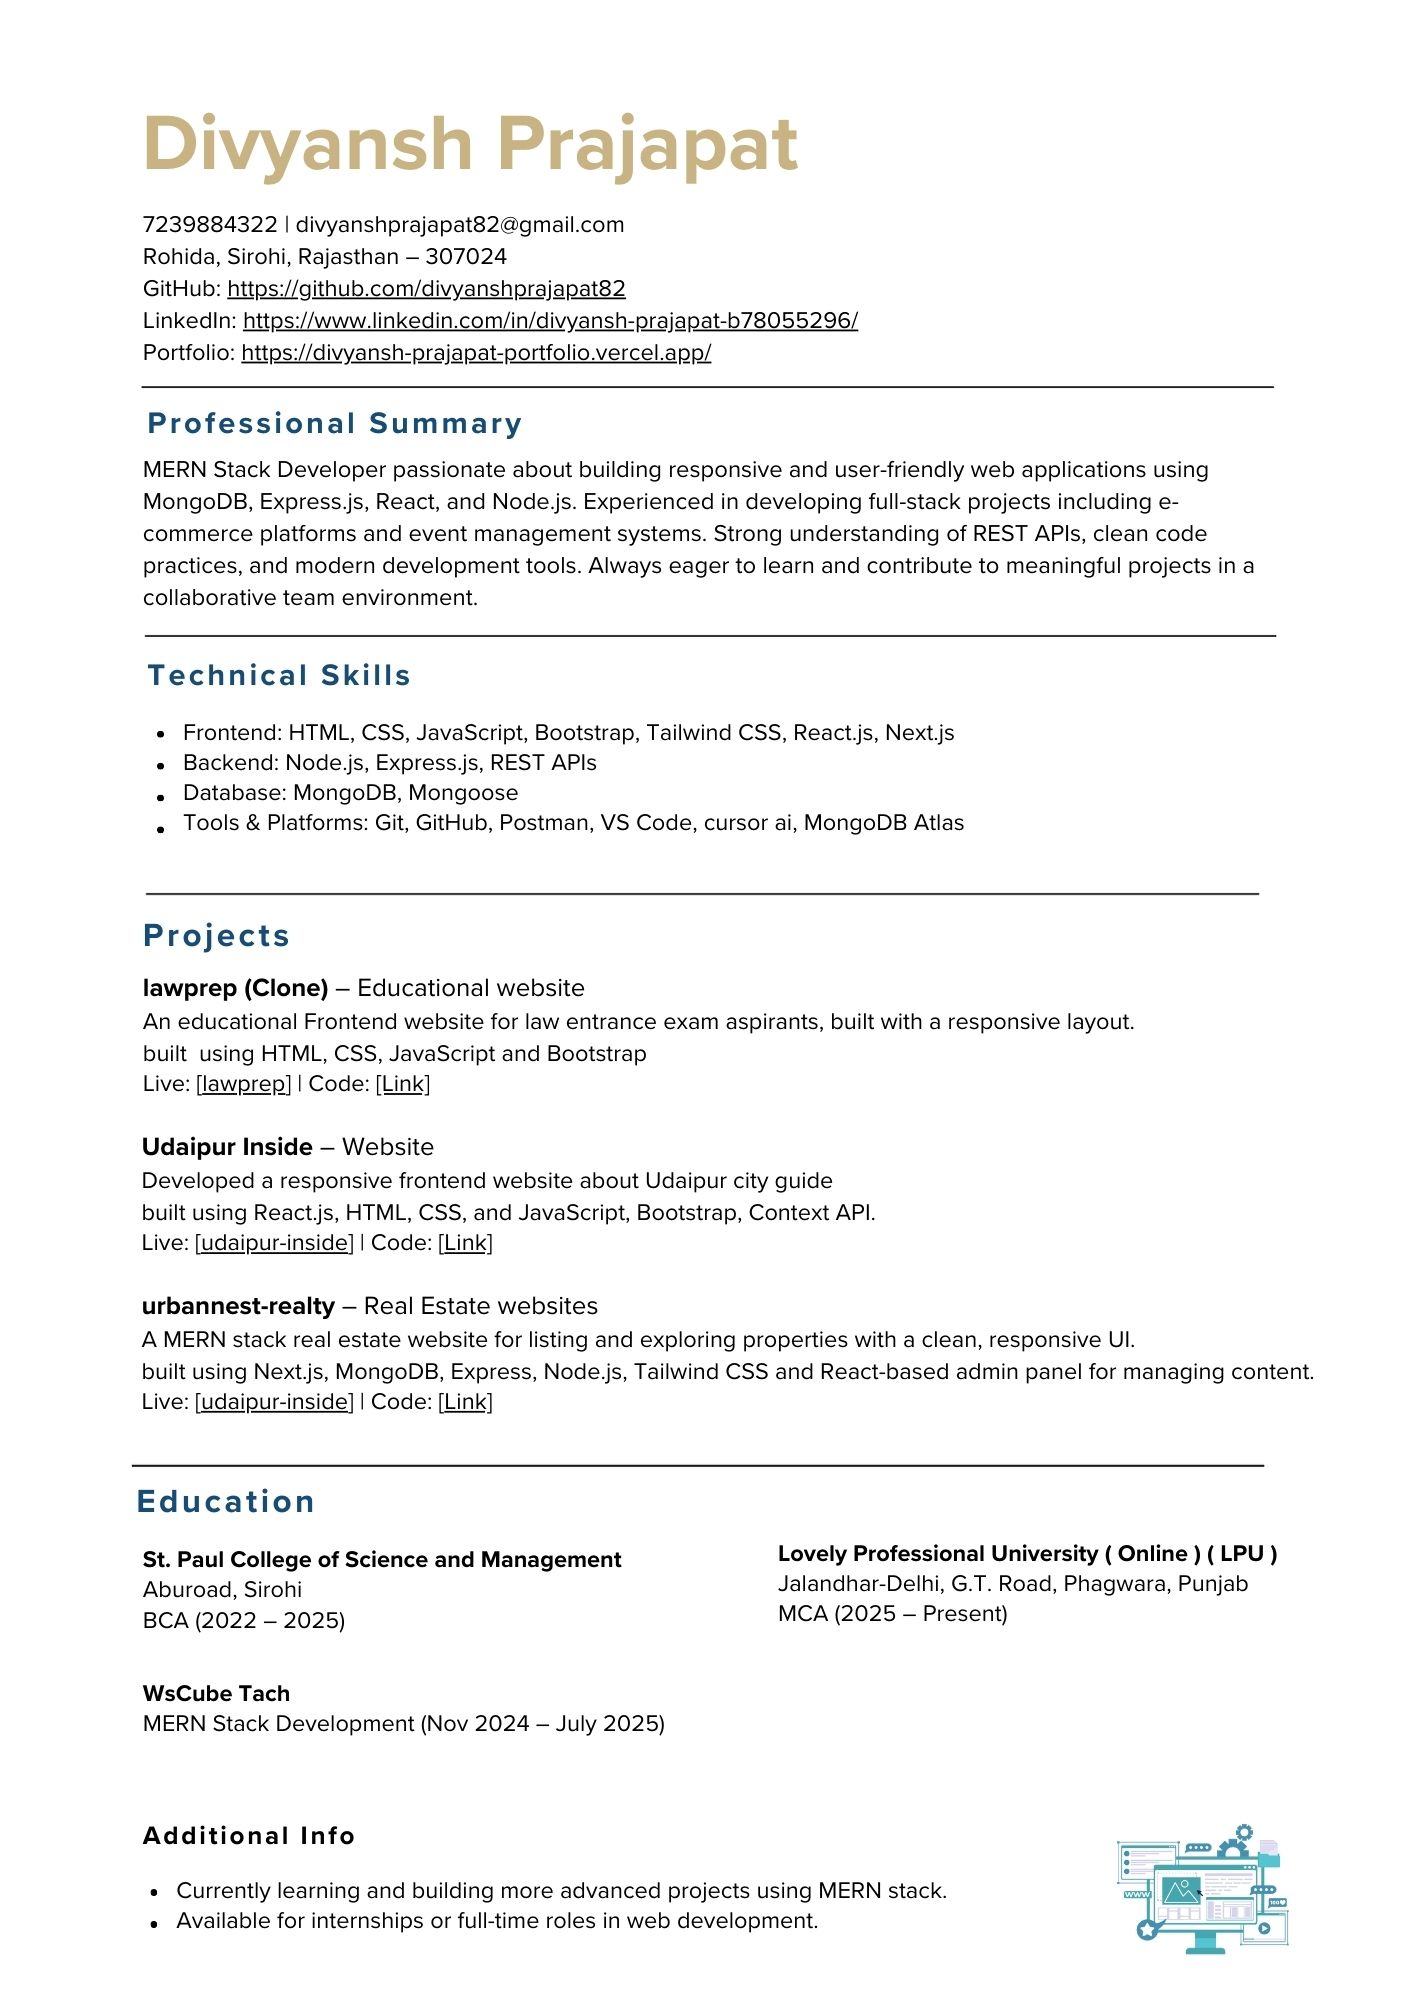 Divyansh Prajapat
7239884322 | divyanshprajapat82@gmail.com
Rohida, Sirohi, Rajasthan – 307024
GitHub: https://github.com/divyanshprajapat82
LinkedIn: https://www.linkedin.com/in/divyansh-prajapat-b78055296/
Portfolio: https://divyansh-prajapat-portfolio.vercel.app/
Professional Summary
MERN Stack Developer passionate about building responsive and user-friendly web applications using
MongoDB, Express.js, React, and Node.js. Experienced in developing full-stack projects including e-
commerce platforms and event management systems. Strong understanding of REST APIs, clean code
practices, and modern development tools. Always eager to learn and contribute to meaningful projects in a
collaborative team environment.
Technical Skills
• Frontend: HTML, CSS, JavaScript, Bootstrap, Tailwind CSS, React.js, Next.js
• Backend: Node.js, Express.js, REST APIs
• Database: MongoDB, Mongoose
• Tools & Platforms: Git, GitHub, Postman, VS Code, cursor ai, MongoDB Atlas
Projects
lawprep (Clone) – Educational website
An educational Frontend website for law entrance exam aspirants, built with a responsive layout.
built  using HTML, CSS, JavaScript and Bootstrap
Live: [lawprep] | Code: [Link]
Udaipur Inside – Website
Developed a responsive frontend website about Udaipur city guide
built using React.js, HTML, CSS, and JavaScript, Bootstrap, Context API.
Live: [udaipur-inside] | Code: [Link]
urbannest-realty – Real Estate websites
A MERN stack real estate website for listing and exploring properties with a clean, responsive UI.
built using Next.js, MongoDB, Express, Node.js, Tailwind CSS and React-based admin panel for managing content.
Live: [udaipur-inside] | Code: [Link]
Education
St. Paul College of Science and Management
Aburoad, Sirohi
BCA (2022 – 2025)
Lovely Professional University ( Online ) ( LPU )
Jalandhar-Delhi, G.T. Road, Phagwara, Punjab
MCA (2025 – Present)
WsCube Tach
MERN Stack Development (Nov 2024 – July 2025)
Additional Info
• Currently learning and building more advanced projects using MERN stack.
• Available for internships or full-time roles in web development.
WWW